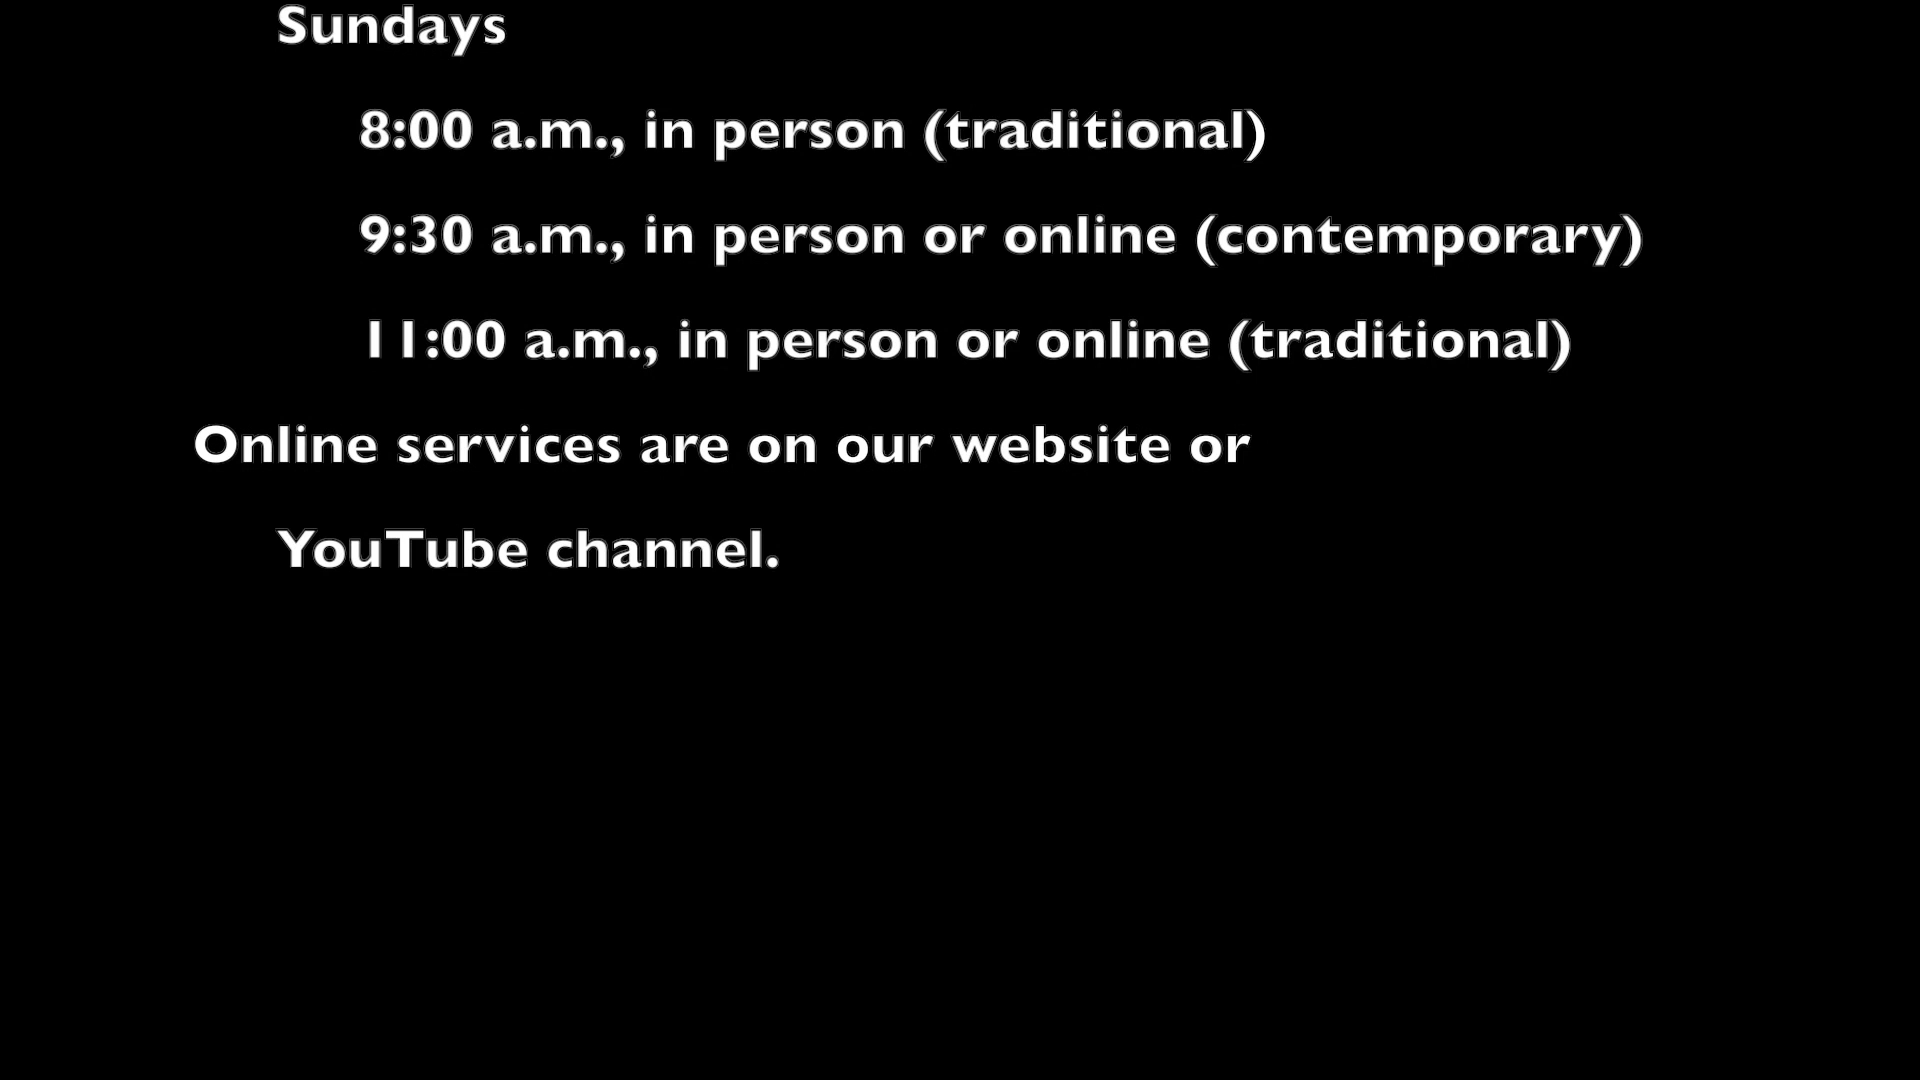 Sundays
8:00 a.m., in person (traditional)
9:30 a.m., in person or online (contemporary)
11:00 a.m., in person or online (traditional)
Online services are on our website or
YouTube channel.